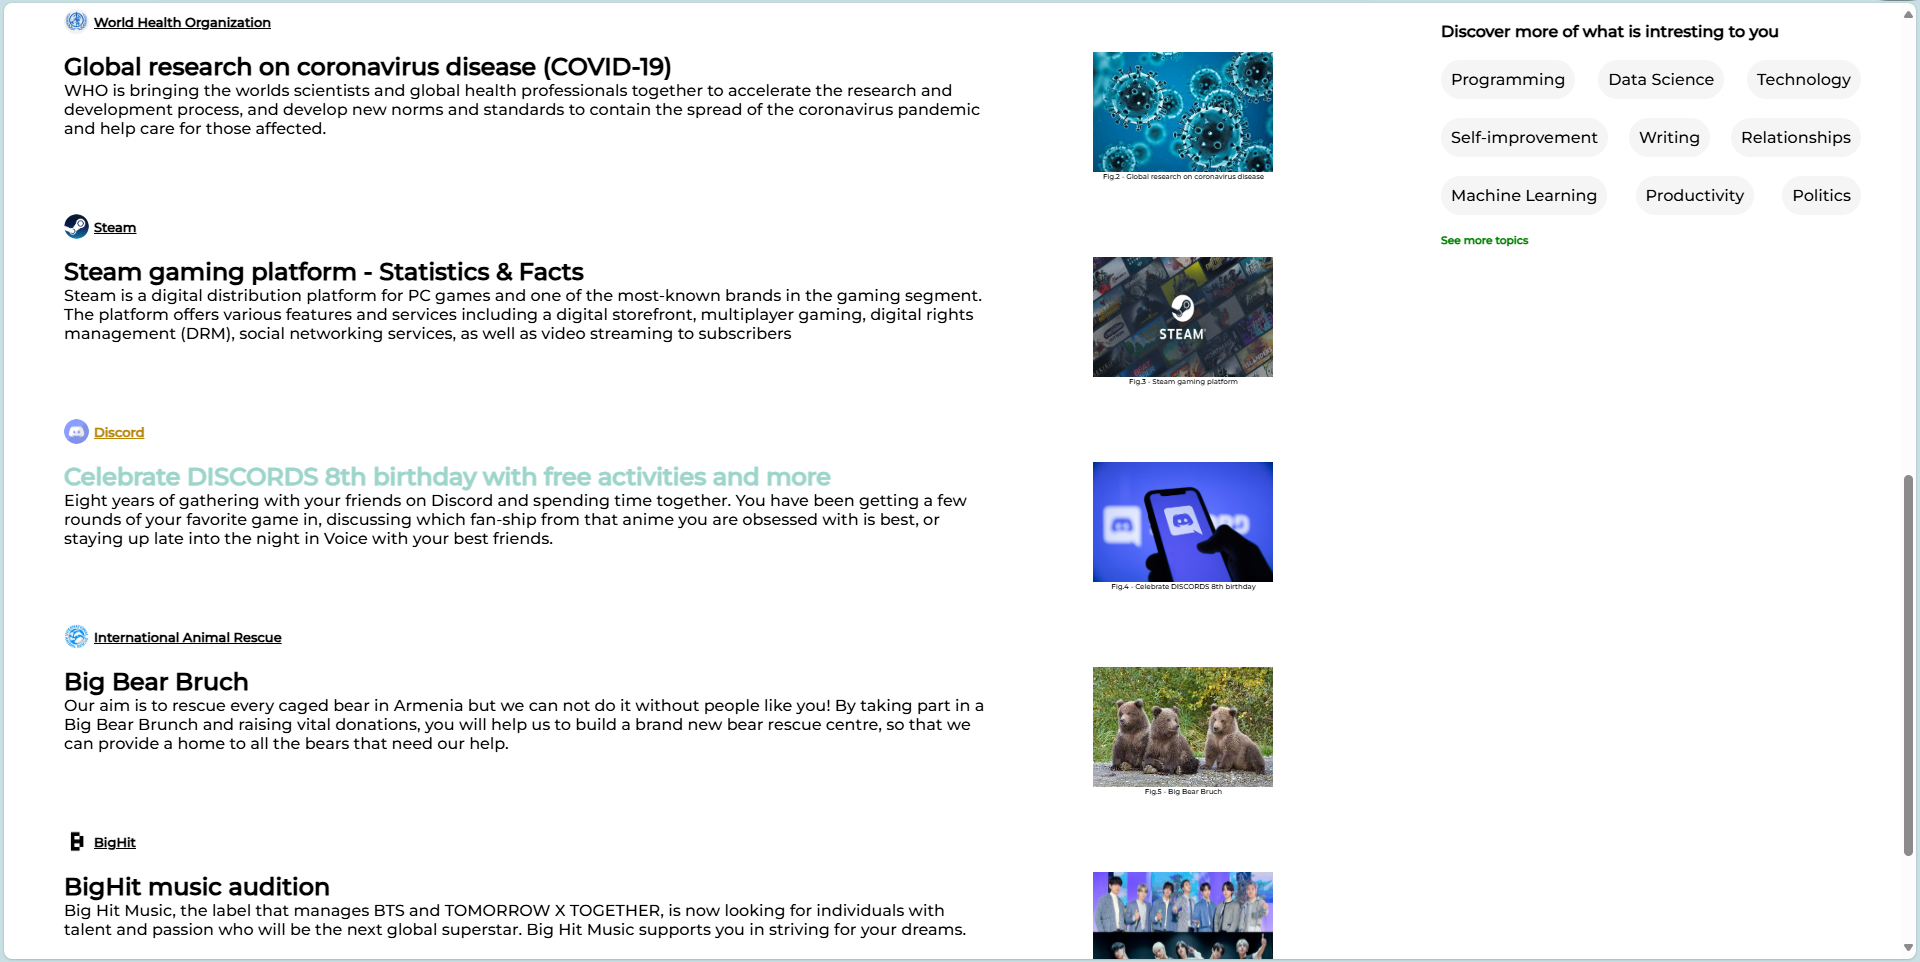 World Health Organization
Global research on coronavirus disease (COVID-19)
WHO is bringing the worlds scientists and global health professionals together to accelerate the research and
development process, and develop new norms and standards to contain the spread of the coronavirus pandemic
and help care for those affected.
Fig.2 - Global research on coronavirus disease
Steam
Steam gaming platform - Statistics & Facts
Steam is a digital distribution platform for PC games and one of the most-known brands in the gaming segment.
The platform offers various features and services including a digital storefront, multiplayer gaming, digital rights
management (DRM), social networking services, as well as video streaming to subscribers
STEAM
Fig.3 - Steam gaming platform
Discord
Celebrate DISCORDS 8th birthday with free activities and more
Eight years of gathering with your friends on Discord and spending time together. You have been getting a few
rounds of your favorite game in, discussing which fan-ship from that anime you are obsessed with is best, or
staying up late into the night in Voice with your best friends.
Fig.4 - Celebrate DISCORDS 8th birthday
International Animal Rescue
Big Bear Bruch
Our aim is to rescue every caged bear in Armenia but we can not do it without people like you! By taking part in a
Big Bear Brunch and raising vital donations, you will help us to build a brand new bear rescue centre, so that we
can provide a home to all the bears that need our help.
Fig.5 - Big Bear Bruch
BigHit
BigHit music audition
Big Hit Music, the label that manages BTS and TOMORROW X TOGETHER, is now looking for individuals with
talent and passion who will be the next global superstar. Big Hit Music supports you in striving for your dreams.
Discover more of what is intresting to you
Programming Data Science Technology
Self-improvement Writing Relationships
Machine Learning Productivity Politics
See more topics